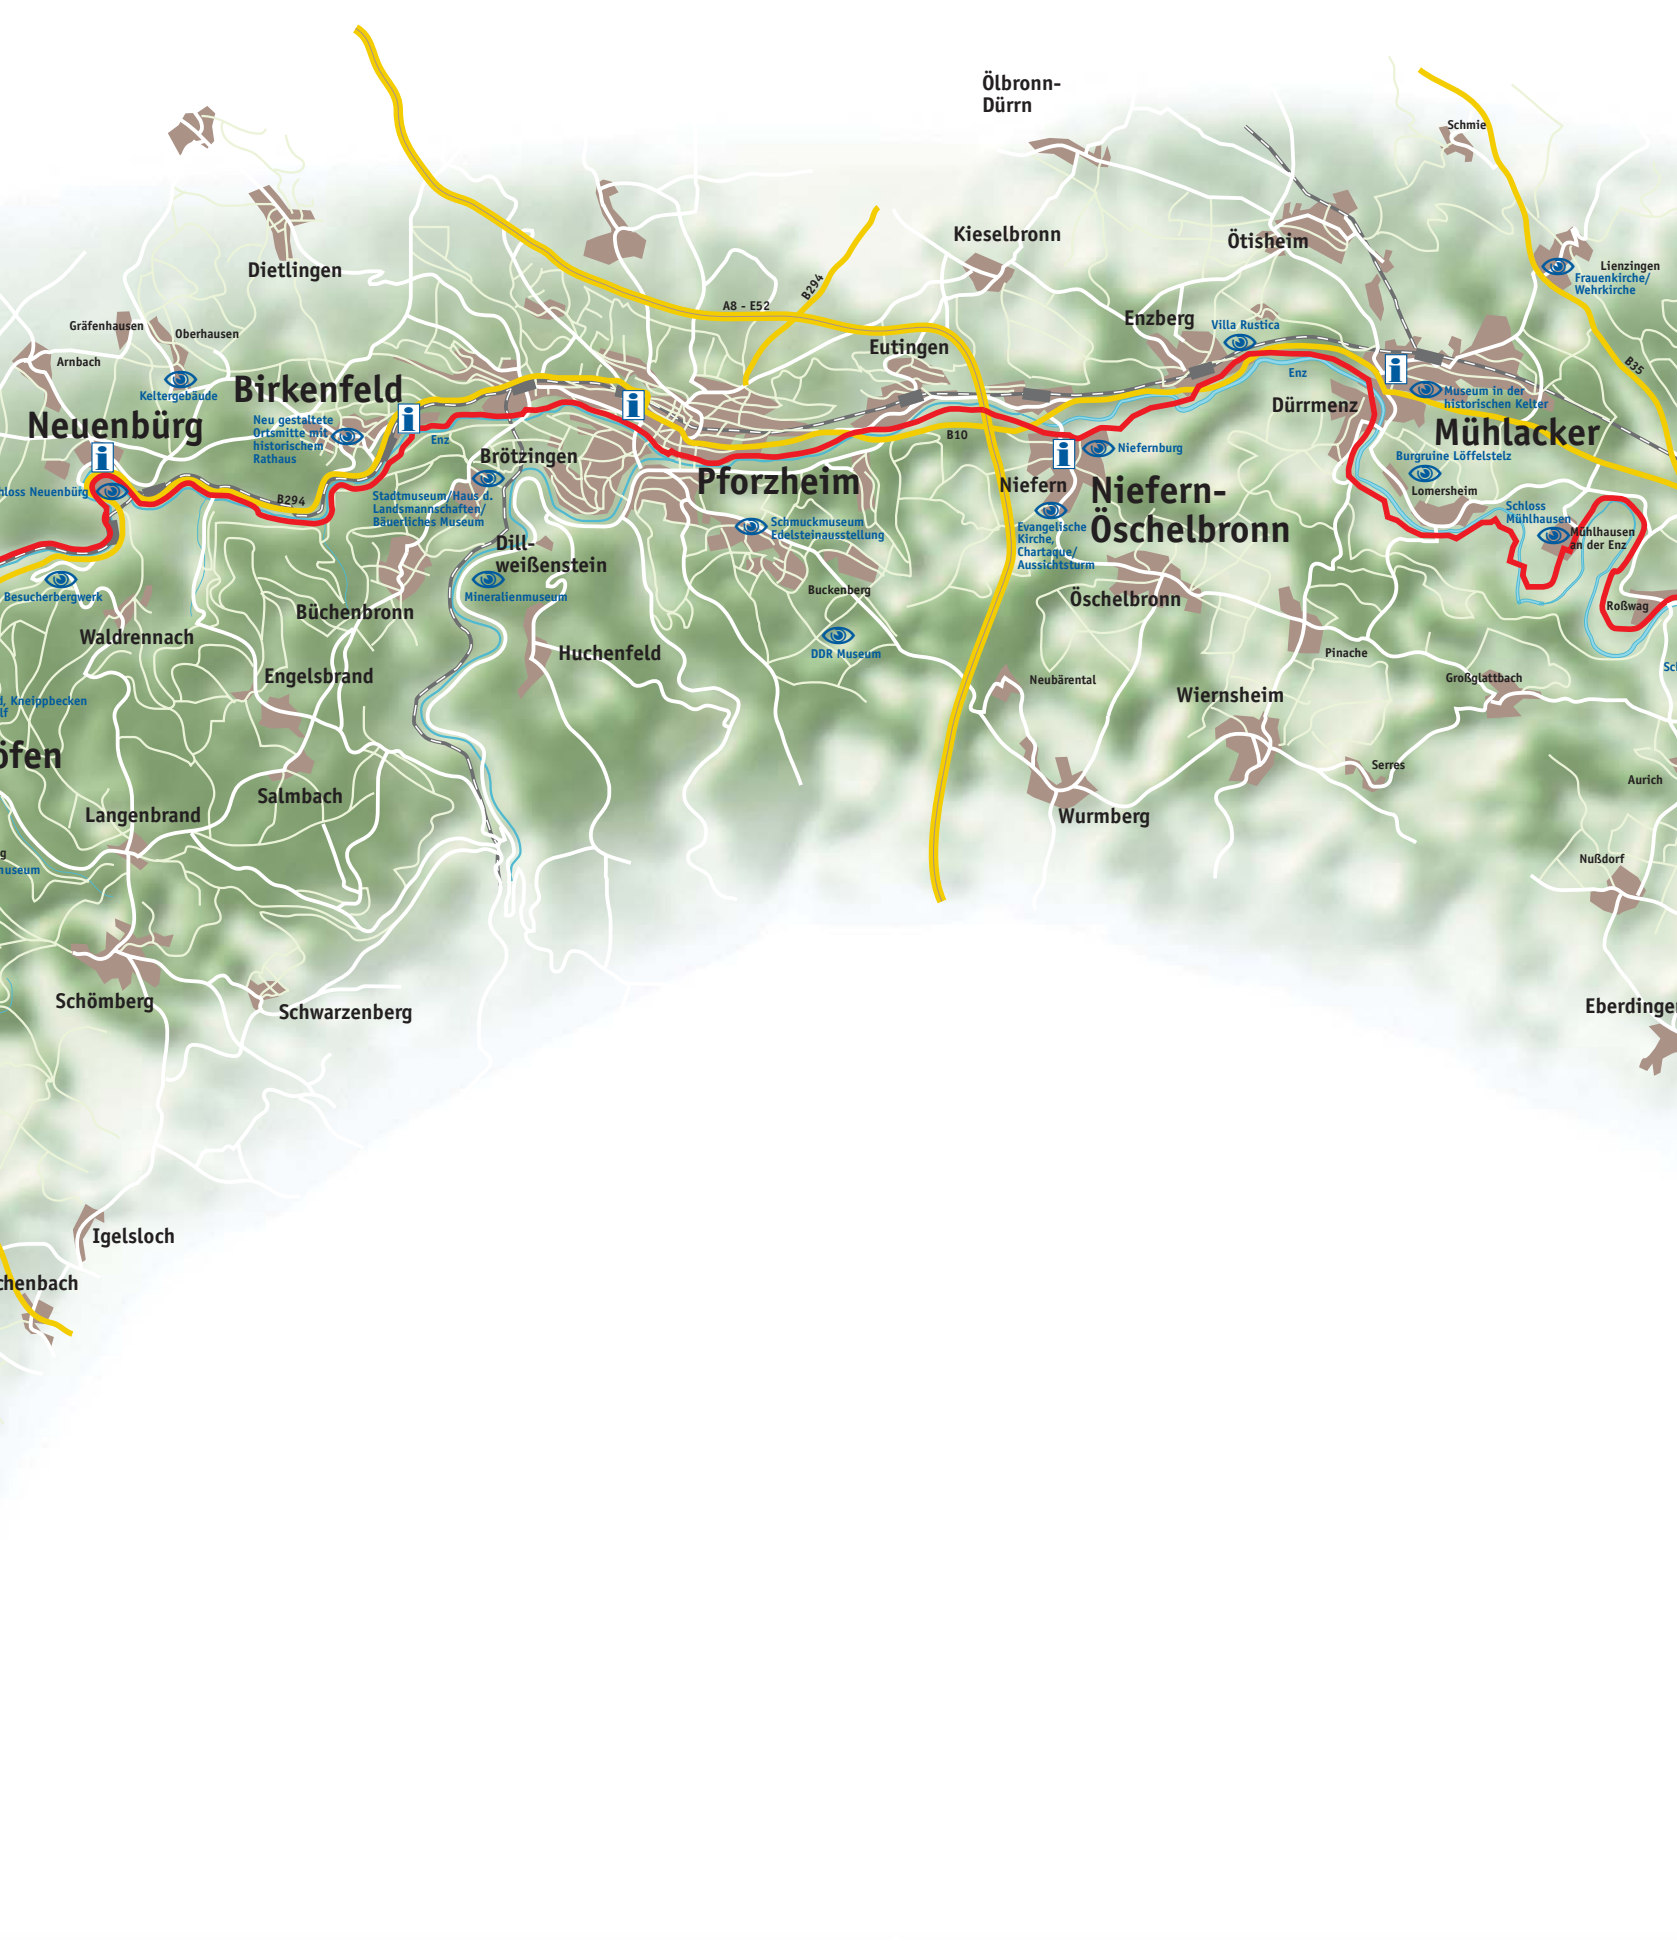 Ölbronn-
Dürrn
Schmie
Kieselbronn
Ötisheim
Lienzingen
Frauenkirche/
Wehrkirche
Dietlingen
B294
A8 - E52
Enzberg
Villa Rustica
Gräfenhausen
Oberhausen
Arnbach
Eutingen
Enz
B35
Birkenfeld
Keltergebäude
Museum in der
historischen Kelter
Dürrmenz
Neuenbürg
Neu gestaltete
Ortsmitte mit
historischem
Rathaus
i
i
i
i
i
Enz
B10
Mühlacker
Niefernburg
Brötzingen
Burgruine Löffelstelz
Pforzheim
Niefern
Niefern-
Öschelbronn
Lomersheim
hloss Neuenbürg
B294
Stadtmuseum/Haus d.
Landsmannschaften/
Bäuerliches Museum
Schmuckmuseum
Edelsteinausstellung
Evangelische
Kirche,
Chartaque/
Aussichtsturm
Schloss
Mühlhausen
Mühlhausen
an der Enz
Dill-
weißenstein
Mineralienmuseum
Besucherbergwerk
Buckenberg
Öschelbronn
Roßwag
Büchenbronn
Waldrennach
Huchenfeld
DDR Museum
Pinache
Sc
Engelsbrand
Neubärental
Großglattbach
Wiernsheim
d, Kneippbecken
lf
öfen
Serres
Aurich
Salmbach
Langenbrand
Wurmberg
g
museum
Nußdorf
Schömberg
Schwarzenberg
Eberdinge
Igelsloch
chenbach